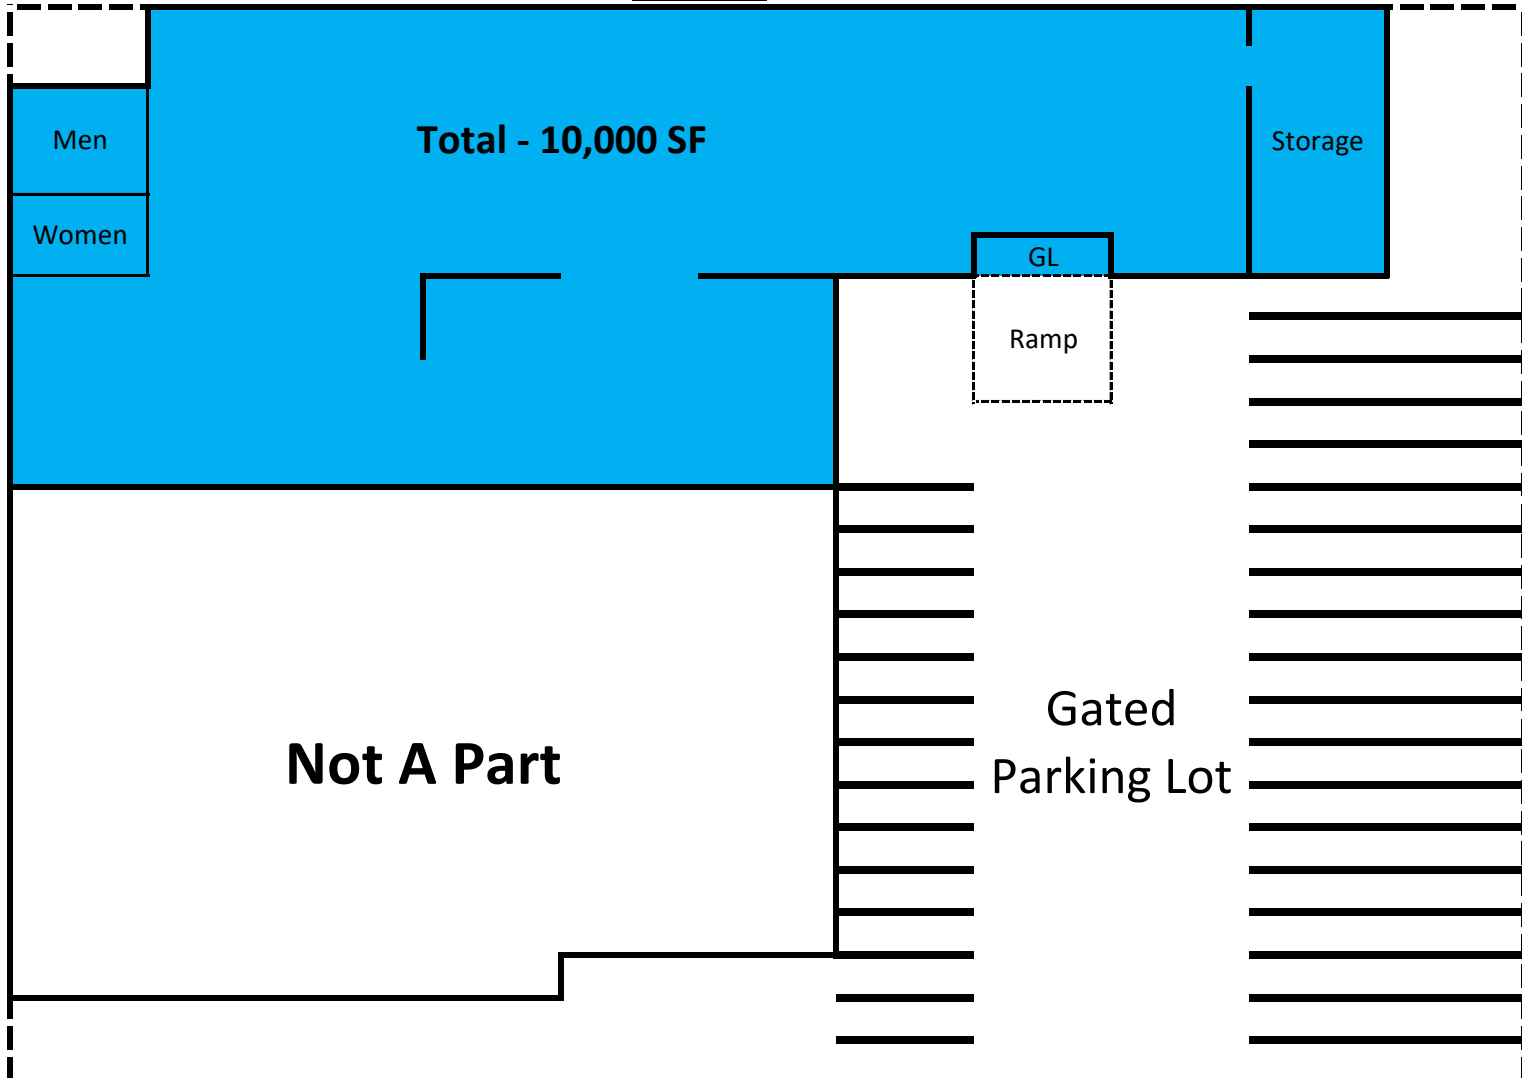 Men
Total - 10,000 SF
Storage
Women
GL
Ramp
Gated
Parking Lot
Not A Part